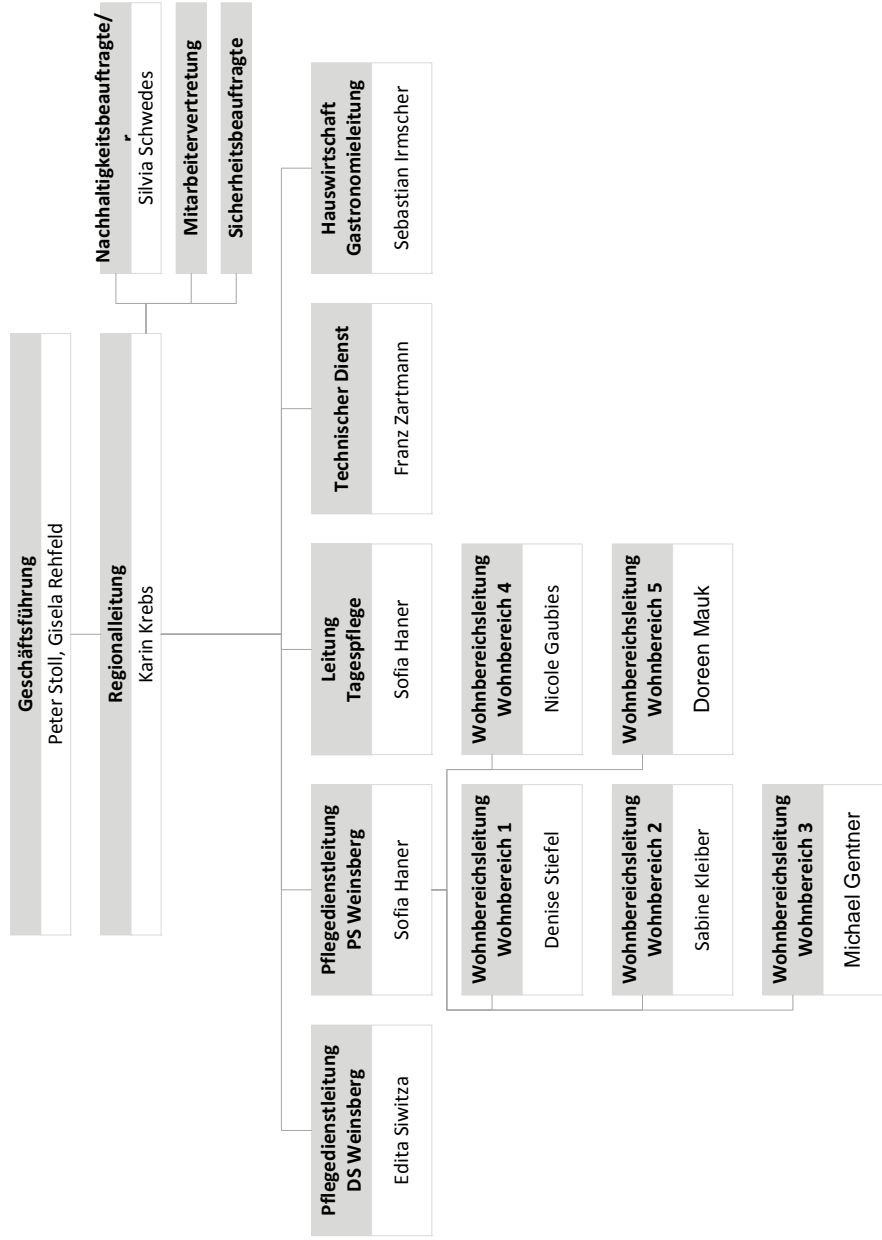 Geschäftsführung
Peter Stoll, Gisela Rehfeld
Regionalleitung
Karin Krebs
Nachhaltigkeitsbeauftragte/
r
Silvia Schwedes
Mitarbeitervertretung
Sicherheitsbeauftragte
Pflegedienstleitung
DS Weinsberg
Edita Siwitza
Pflegedienstleitung
PS Weinsberg
Sofia Haner
Leitung
Tagespflege
Sofia Haner
Technischer Dienst
Franz Zartmann
Hauswirtschaft
Gastronomieleitung
Sebastian Irmscher
Wohnbereichsleitung
Wohnbereich 1
Denise Stiefel
Wohnbereichsleitung
Wohnbereich 4
Nicole Gaubies
Wohnbereichsleitung
Wohnbereich 2
Sabine Kleiber
Wohnbereichsleitung
Wohnbereich 5
Doreen Mauk
Wohnbereichsleitung
Wohnbereich 3
Michael Gentner